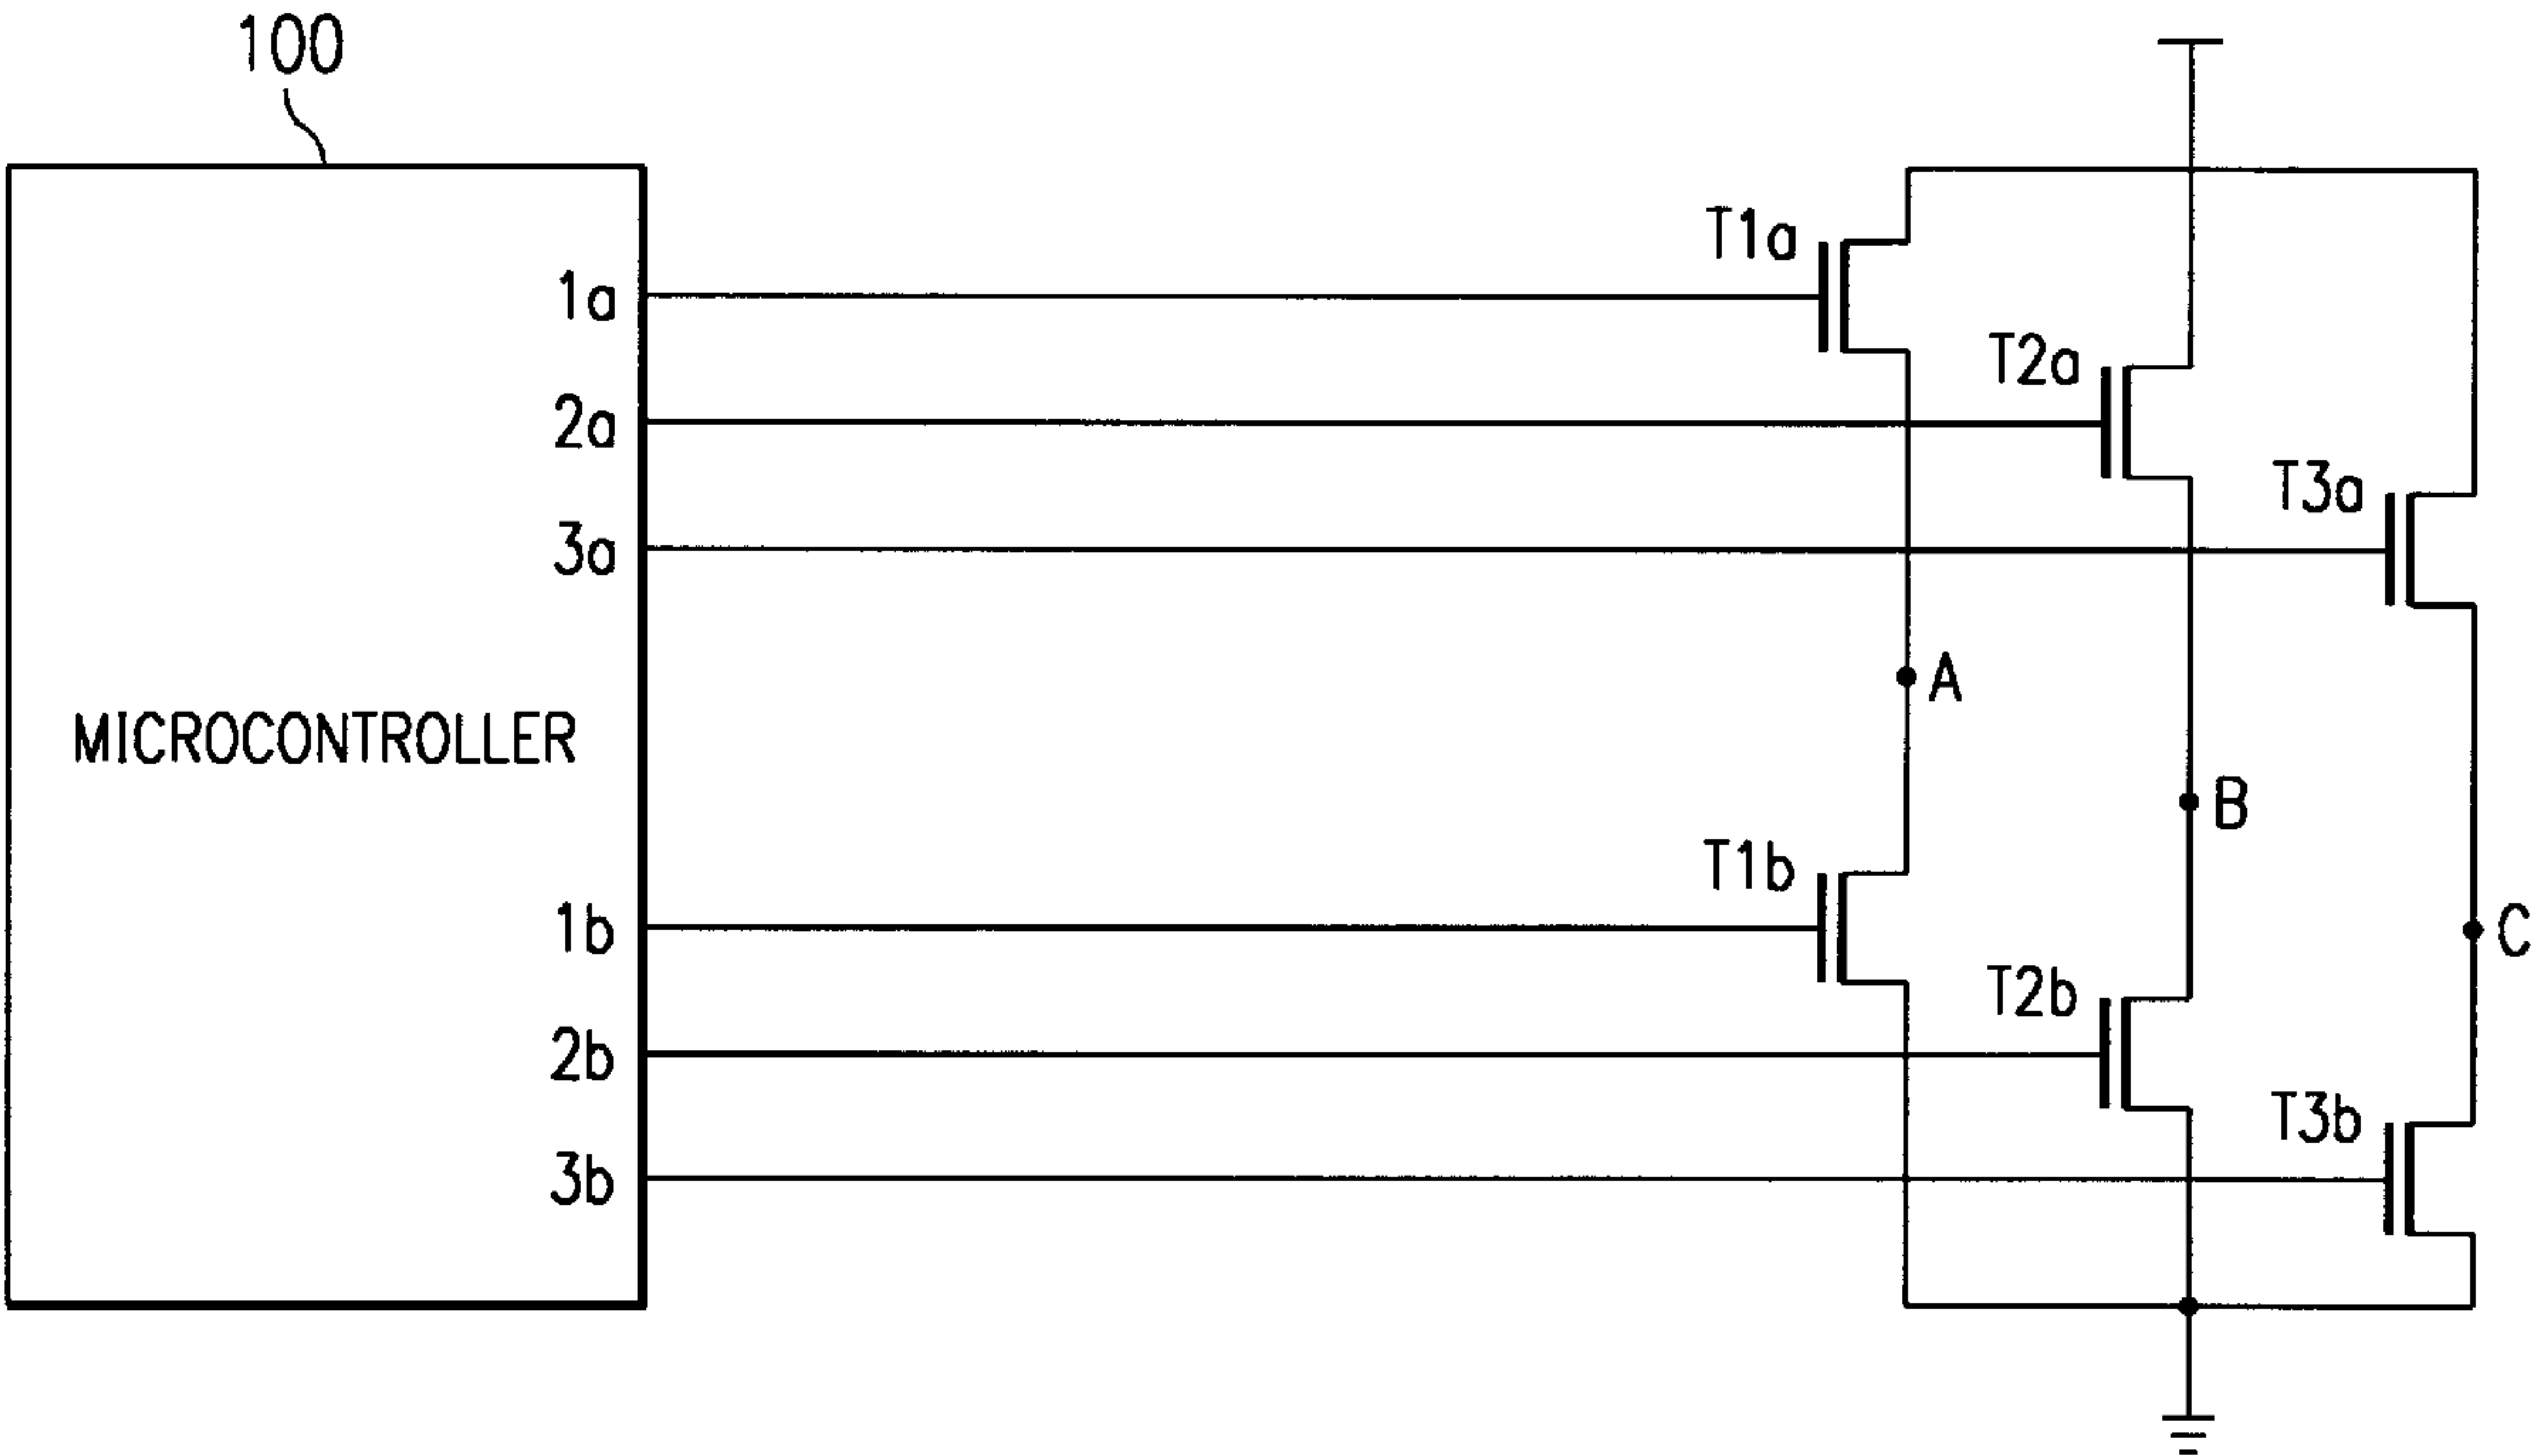 100
T1a
1a
T2a
2a
T3a
3a
A
MICROCONTROLLER
B
T1b
1b
C
T2b
2b
T3b
3b